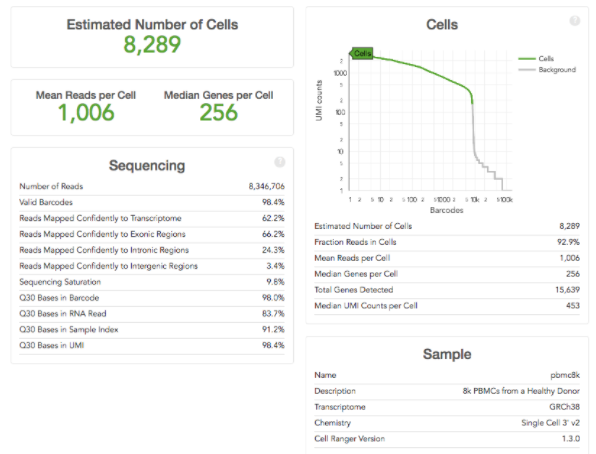 Estimated Number of Cells
8,289
Mean Reads per Cell
1,006
Median Genes per Cell
256
Sequencing
?
Number of Reads 8,346,706
Valid Barcodes 98.4%
Reads Mapped Confidently to Transcriptome 62.2%
Reads Mapped Confidently to Exonic Regions 66.2%
Reads Mapped Confidently to Intronic Regions 24.3%
Reads Mapped Confidently to Intergenic Regions 3.4%
Sequencing Saturation 9.8%
Q30 Bases in Barcode 98.0%
Q30 Bases in RNA Read 83.7%
Q30 Bases in Sample Index 91.2%
Q30 Bases in UMI 98.4%
Cells
?
Cells
Cells
Background
UMI counts
5
2
1000
5
2
100
5
2
10
5
2
1
1 2 5 10 2 5 100 2 5 1000 2 5 10k 2 5 100k
Barcodes
Estimated Number of Cells 8,289
Fraction Reads in Cells 92.9%
Mean Reads per Cell 1,006
Median Genes per Cell 256
Total Genes Detected 15,639
Median UMI Counts per Cell 453
Sample
Name pbmc8k
Description 8k PBMCs from a Healthy Donor
Transcriptome GRCh38
Chemistry Single Cell 3' v2
Cell Ranger Version 1.3.0